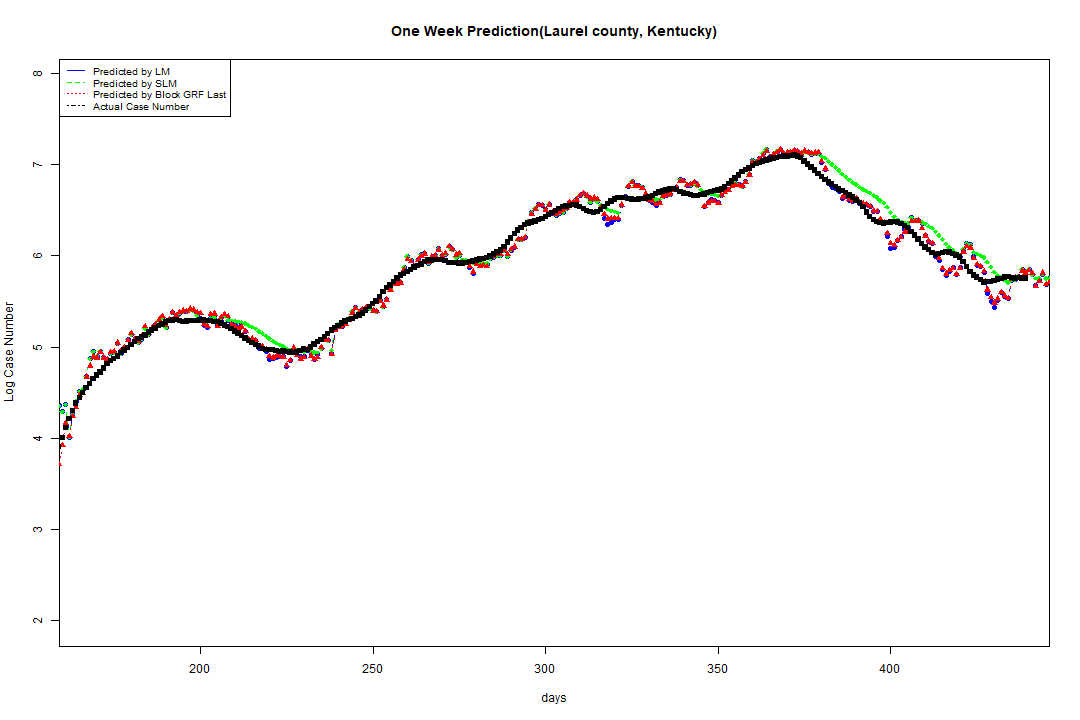 One Week Prediction(Laurel county, Kentucky)
Predicted by LM
Predicted by SLM
Predicted by Block GRF Last
Actual Case Number
8
7
6
5
4
3
2
Log Case Number
200 250 300 350 400
days